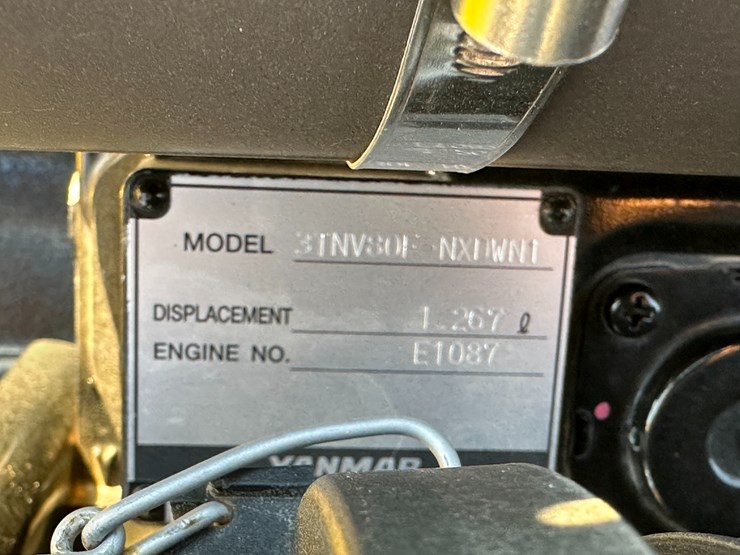 MODEL 3TNV80F-NXDWN1
DISPLACEMENT 1.267 ℓ
ENGINE NO. E1087
YANMAR